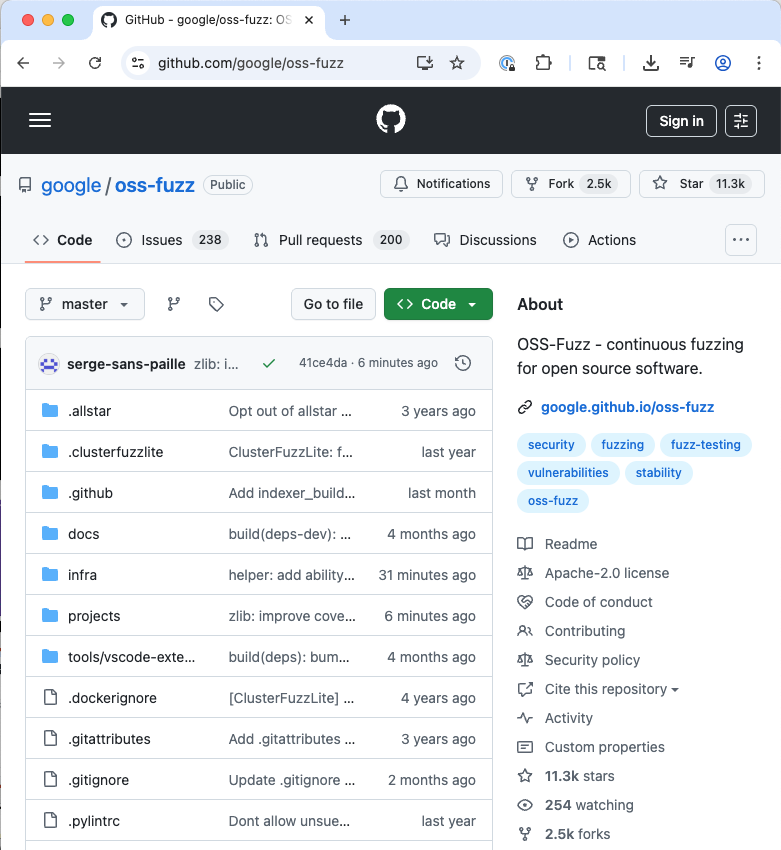 GitHub - google/oss-fuzz: OS
github.com/google/oss-fuzz
Sign in
google / oss-fuzz Public
Notifications
Fork 2.5k
Star 11.3k
Code
Issues 238
Pull requests 200
Discussions
Actions
master
Go to file
Code
serge-sans-paille zlib: i... 41ce4da · 6 minutes ago
.allstar Opt out of allstar ... 3 years ago
.clusterfuzzlite ClusterFuzzLite: f... last year
.github Add indexer_build... last month
docs build(deps-dev): ... 4 months ago
infra helper: add ability... 31 minutes ago
projects zlib: improve cove... 6 minutes ago
tools/vscode-exte... build(deps): bum... 4 months ago
.dockerignore [ClusterFuzzLite] ... 4 years ago
.gitattributes Add .gitattributes ... 3 years ago
.gitignore Update .gitignore ... 2 months ago
.pylintrc Dont allow unsue... last year
About
OSS-Fuzz - continuous fuzzing
for open source software.
google.github.io/oss-fuzz
security fuzzing fuzz-testing
vulnerabilities stability
oss-fuzz
Readme
Apache-2.0 license
Code of conduct
Contributing
Security policy
Cite this repository
Activity
Custom properties
11.3k stars
254 watching
2.5k forks